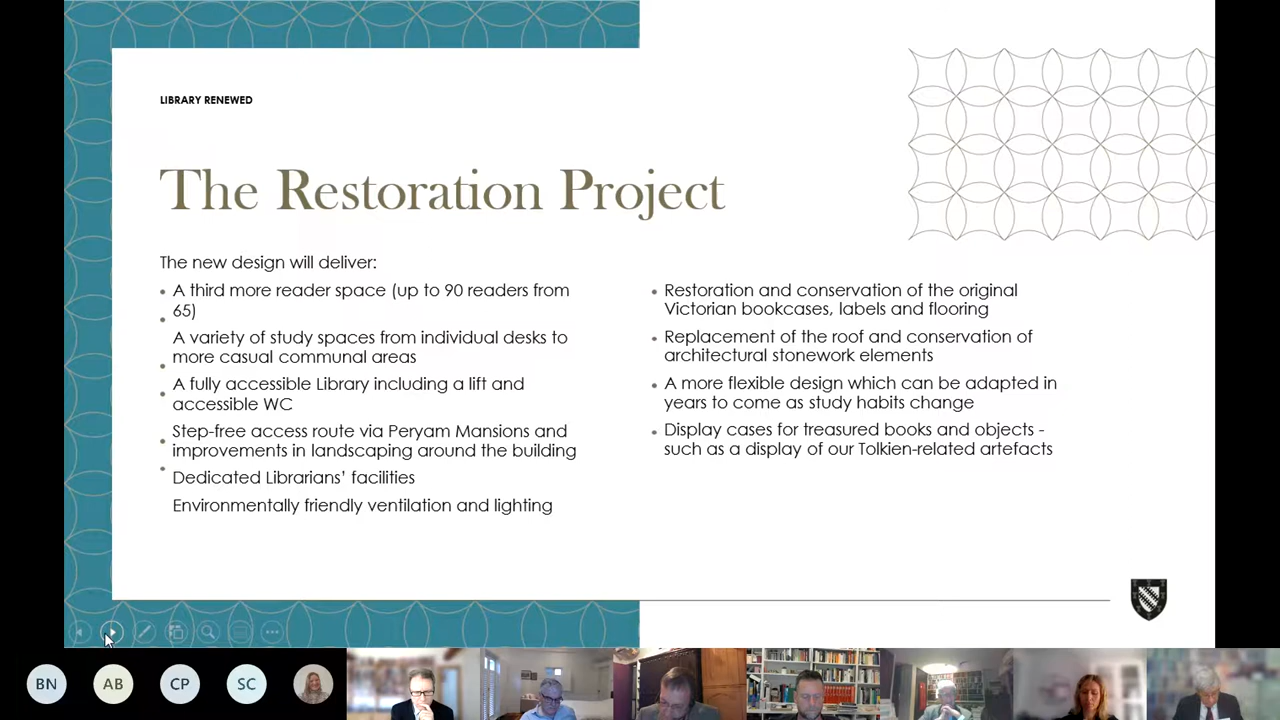 LIBRARY RENEWED
The Restoration Project
The new design will deliver:
A third more reader space (up to 90 readers from
65)
A variety of study spaces from individual desks to
more casual communal areas
A fully accessible Library including a lift and
accessible WC
Step-free access route via Peryam Mansions and
improvements in landscaping around the building
Dedicated Librarians’ facilities
Environmentally friendly ventilation and lighting
Restoration and conservation of the original
Victorian bookcases, labels and flooring
Replacement of the roof and conservation of
architectural stonework elements
A more flexible design which can be adapted in
years to come as study habits change
Display cases for treasured books and objects -
such as a display of our Tolkien-related artefacts
BN AB CP SC